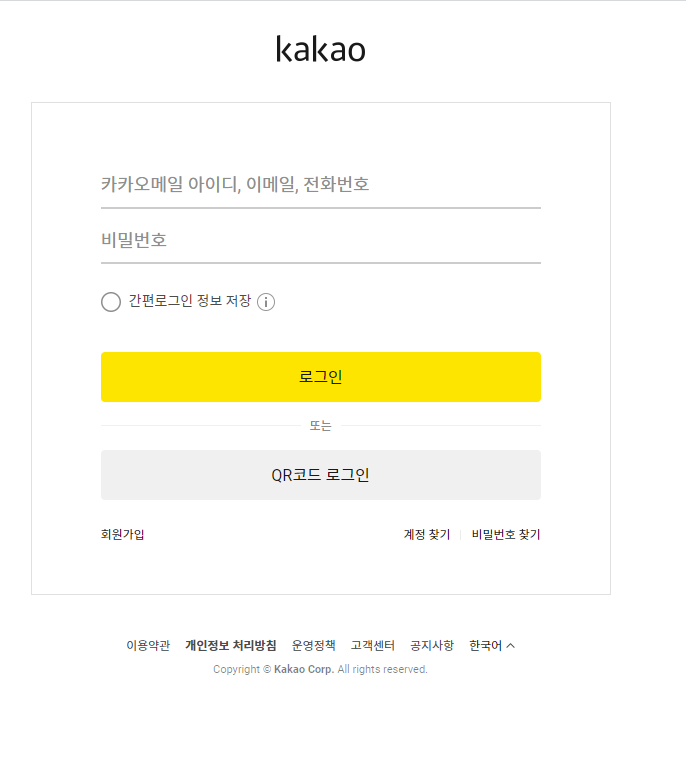 kakao
카카오메일 아이디, 이메일, 전화번호
비밀번호
간편로그인 정보 저장
로그인
또는
QR코드 로그인
회원가입 계정 찾기 비밀번호 찾기
이용약관 개인정보 처리방침 운영정책 고객센터 공지사항 한국어
Copyright © Kakao Corp. All rights reserved.